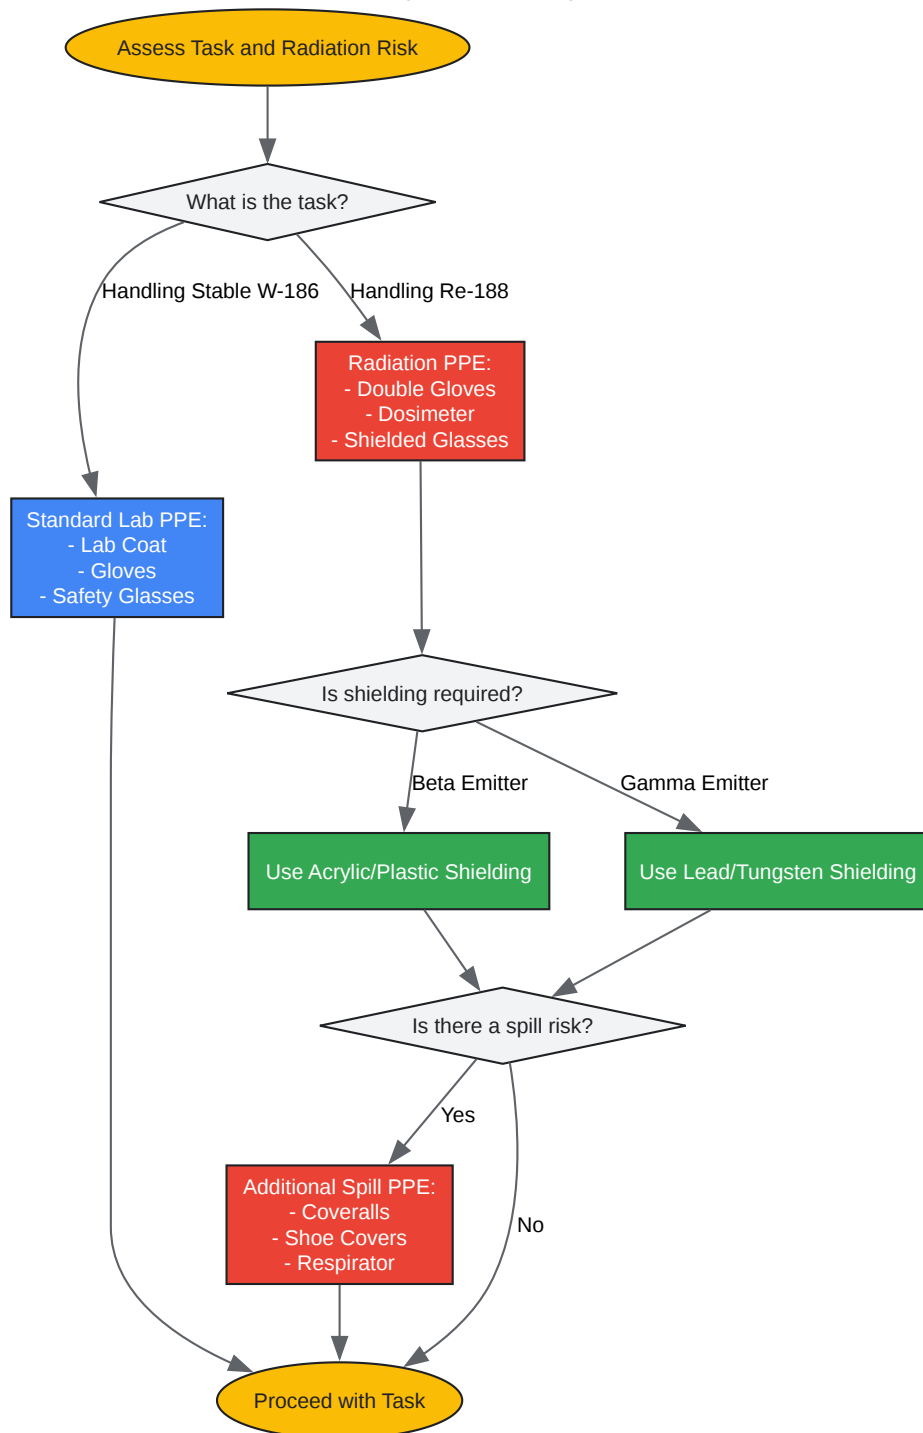 Assess Task and Radiation Risk
What is the task?
Handling Stable W-186
Handling Re-188
Radiation PPE:
- Double Gloves
- Dosimeter
- Shielded Glasses
Standard Lab PPE:
- Lab Coat
- Gloves
- Safety Glasses
Is shielding required?
Beta Emitter
Gamma Emitter
Use Acrylic/Plastic Shielding
Use Lead/Tungsten Shielding
Is there a spill risk?
Yes
Additional Spill PPE:
- Coveralls
- Shoe Covers
- Respirator
No
Proceed with Task